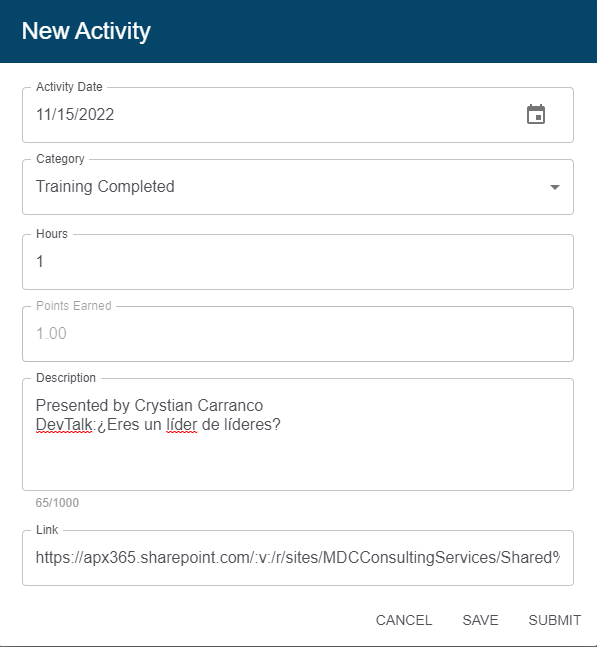 New Activity
Activity Date
11/15/2022
Category
Training Completed
Hours
1
Points Earned
1.00
Description
Presented by Crystian Carranco
DevTalk:¿Eres un líder de líderes?
65/1000
Link
https://apx365.sharepoint.com/:v:/r/sites/MDCConsultingServices/Shared%
CANCEL SAVE SUBMIT